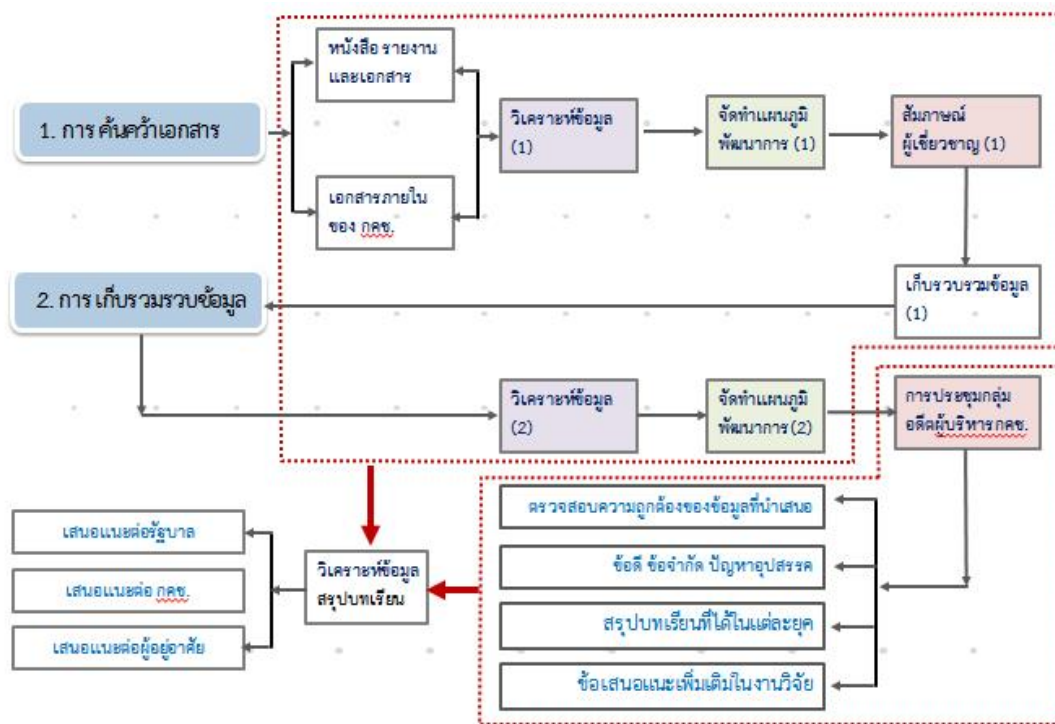 หนังสือ รายงาน
และเอกสาร
1. การ ค้นคว้าเอกสาร
วิเคราะห์ข้อมูล
(1)
จัดทำแผนภูมิ
พัฒนาการ (1)
สัมภาษณ์
ผู้เชี่ยวชาญ (1)
เอกสารภายใน
ของ กคช.
2. การ เก็บรวมรวบข้อมูล
เก็บรวบรวมข้อมูล
(1)
วิเคราะห์ข้อมูล
(2)
จัดทำแผนภูมิ
พัฒนาการ(2)
การประชุมกลุ่ม
อดีตผู้บริหาร กคช.
ตรวจสอบความถูกต้องของข้อมูลที่นำเสนอ
ข้อดี ข้อจำกัด ปัญหาอุปสรรค
สรุปบทเรียนที่ได้ในแต่ละยุค
ข้อเสนอแนะเพิ่มเติมในงานวิจัย
วิเคราะห์ข้อมูล
สรุปบทเรียน
เสนอแนะต่อรัฐบาล
เสนอแนะต่อ กคช.
เสนอแนะต่อผู้อยู่อาศัย